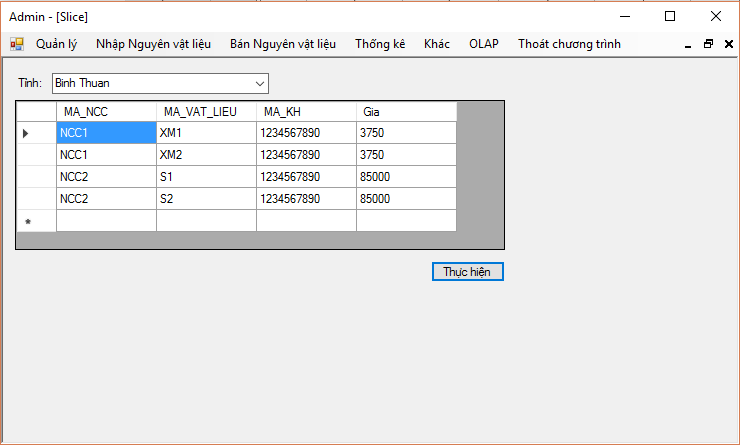 Admin - [Slice]
Quản lý Nhập Nguyên vật liệu Bán Nguyên vật liệu Thống kê Khác OLAP Thoát chương trình
Tỉnh: Binh Thuan
MA_NCC MA_VAT_LIEU MA_KH Gia
NCC1 XM1 1234567890 3750
NCC1 XM2 1234567890 3750
NCC2 S1 1234567890 85000
NCC2 S2 1234567890 85000
Thực hiện